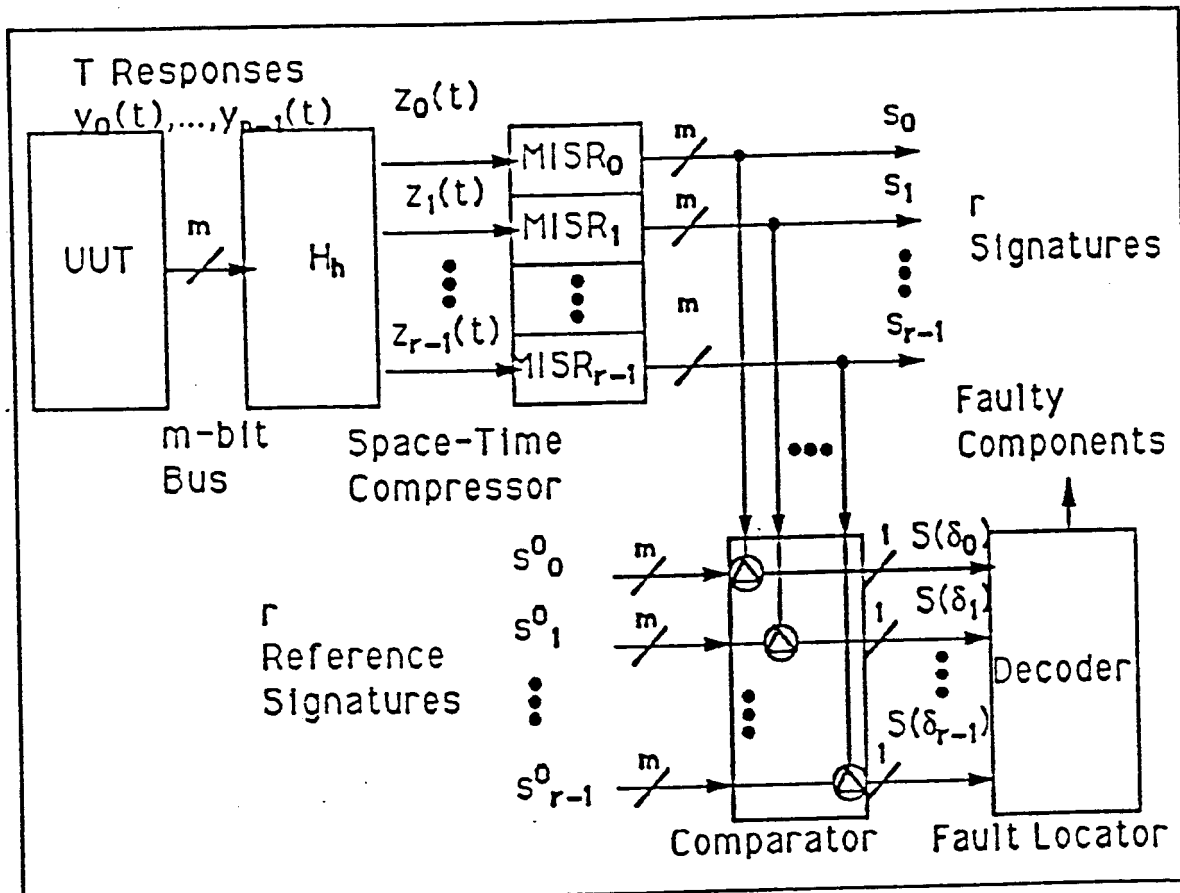 T Responses
y₀(t),...,yₙ₋₁(t)
z₀(t)
z₁(t)
zᵣ₋₁(t)
UUT
m
Hₕ
MISR₀
MISR₁
MISRᵣ₋₁
m
m
m
s₀
s₁
sᵣ₋₁
r
Signatures
m-bit
Bus
Space-Time
Compressor
Faulty
Components
r
Reference
Signatures
s⁰₀
s⁰₁
s⁰ᵣ₋₁
m
m
m
1
1
1
S(δ₀)
S(δ₁)
S(δᵣ₋₁)
Decoder
Comparator
Fault Locator